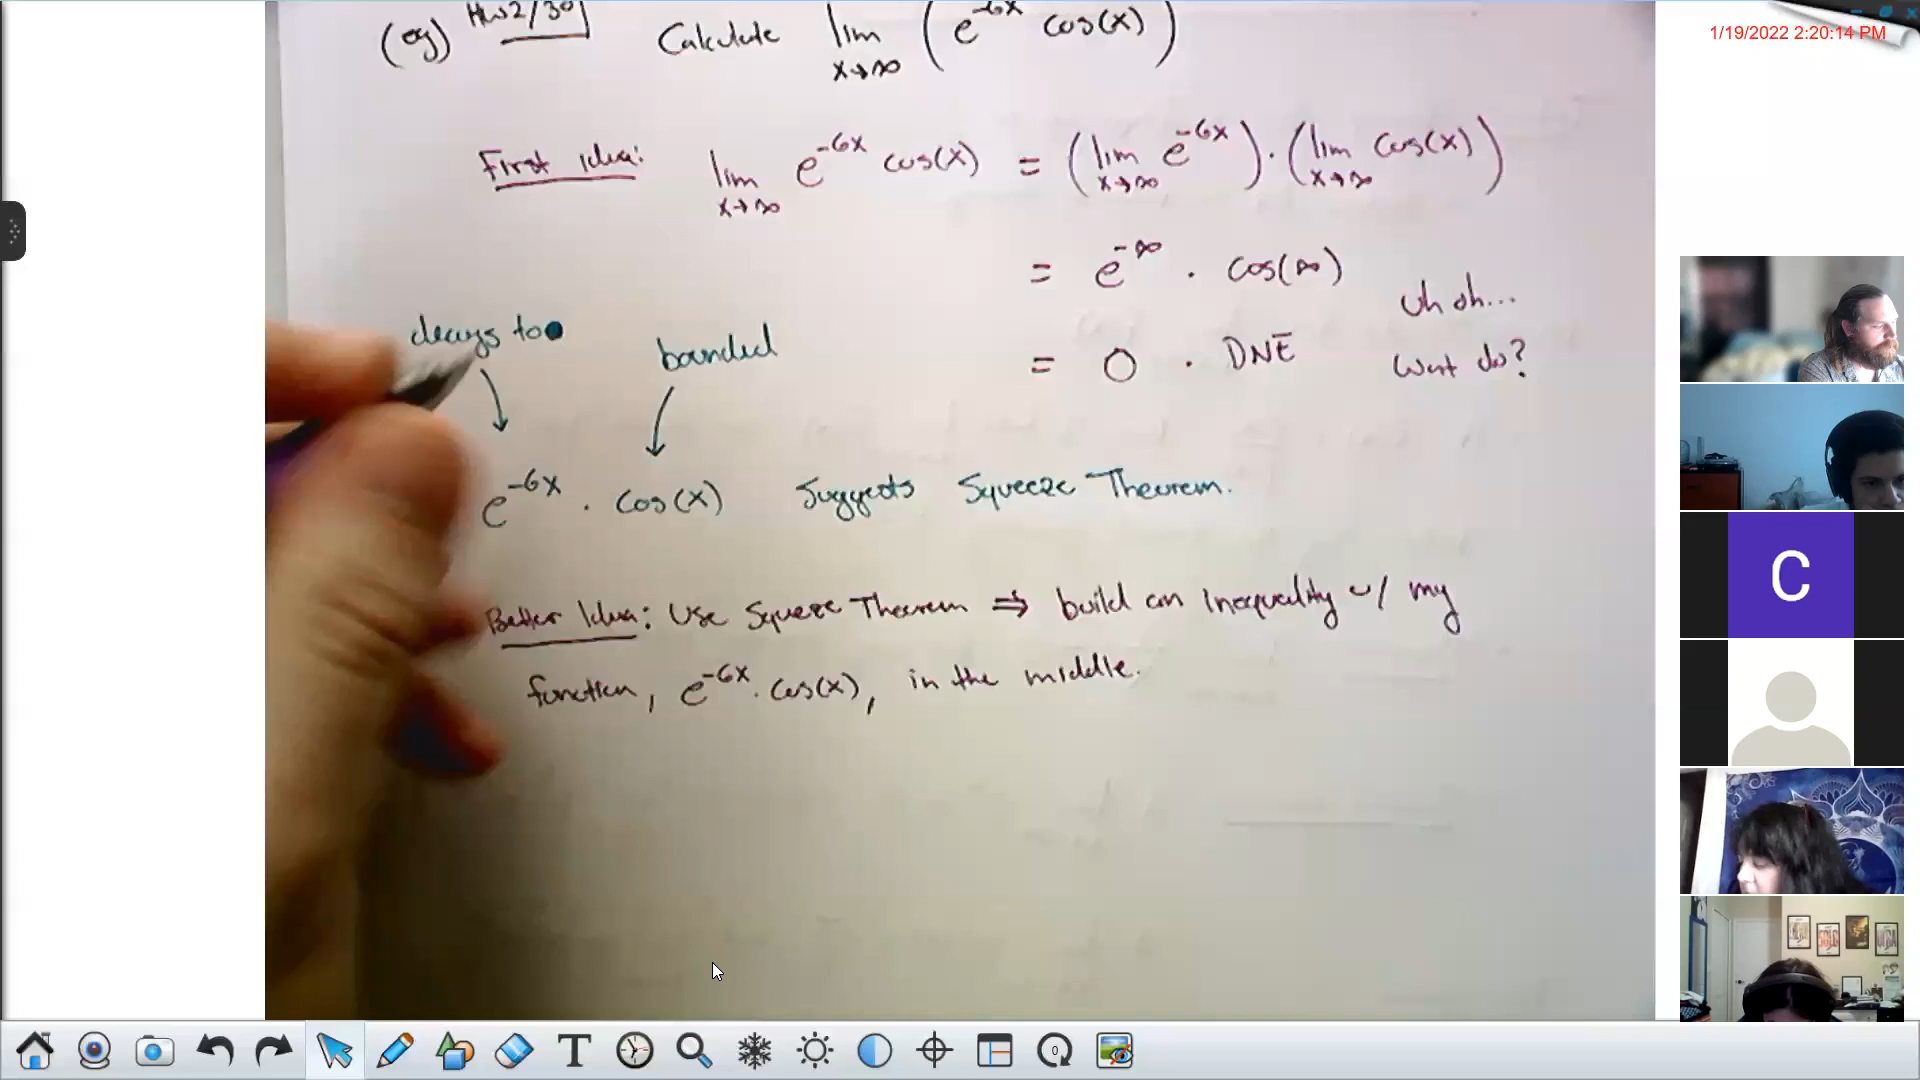 1/19/2022 2:20:14 PM
(eg) HW2/30 Calculate lim x→∞ (e^-6x cos(x))
First idea: lim x→∞ e^-6x cos(x) = (lim x→∞ e^-6x) · (lim x→∞ cos(x))
= e^-∞ · cos(∞)
uh oh...
= 0 · DNE
Wat do?
decays to 0
bounded
e^-6x · cos(x) suggests Squeeze Theorem.
Better Idea: Use Squeeze Theorem ⇒ build an inequality w/ my
function, e^-6x · cos(x), in the middle.
C
T
0